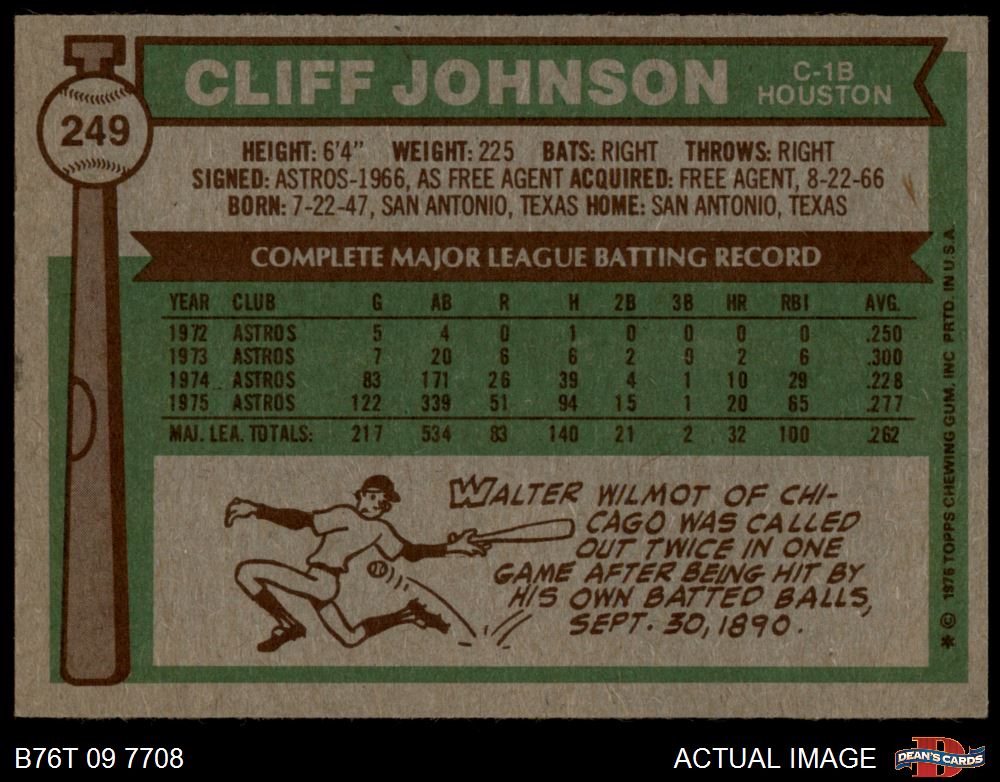 249
CLIFF JOHNSON
C-1B
HOUSTON
HEIGHT: 6'4" WEIGHT: 225 BATS: RIGHT THROWS: RIGHT
SIGNED: ASTROS-1966, AS FREE AGENT ACQUIRED: FREE AGENT, 8-22-66
BORN: 7-22-47, SAN ANTONIO, TEXAS HOME: SAN ANTONIO, TEXAS
COMPLETE MAJOR LEAGUE BATTING RECORD
YEAR CLUB G AB R H 2B 3B HR RBI AVG.
1972 ASTROS 5 4 0 1 0 0 0 0 .250
1973 ASTROS 7 20 6 6 2 0 2 6 .300
1974 ASTROS 83 171 26 39 4 1 10 29 .228
1975 ASTROS 122 339 51 94 15 1 20 65 .277
MAJ. LEA. TOTALS: 217 534 83 140 21 2 32 100 .262
WALTER WILMOT OF CHI-
CAGO WAS CALLED
OUT TWICE IN ONE
GAME AFTER BEING HIT BY
HIS OWN BATTED BALLS,
SEPT. 30, 1890.
* © 1976 TOPPS CHEWING GUM, INC PRTD. IN U.S.A.
B76T 09 7708
ACTUAL IMAGE
D
DEAN'S CARDS